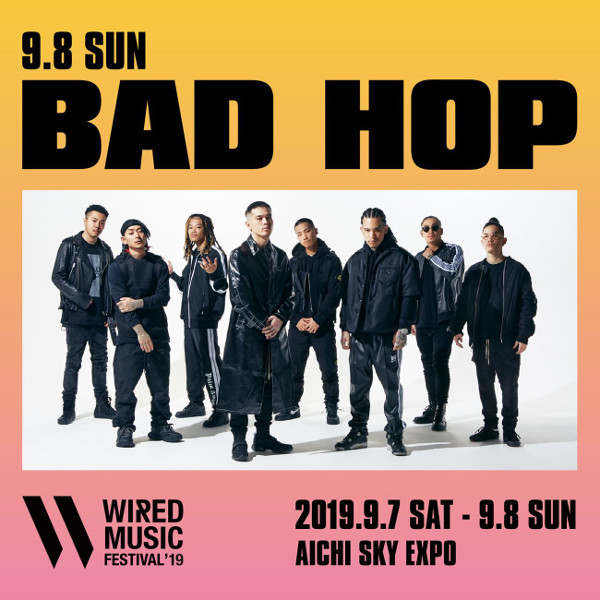 9.8 SUN
BAD HOP
WIRED
MUSIC
FESTIVAL'19
2019.9.7 SAT - 9.8 SUN
AICHI SKY EXPO